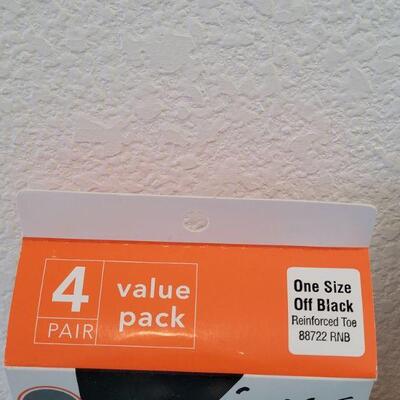 4
PAIR
value
pack
One Size
Off Black
Reinforced Toe
88722 RNB